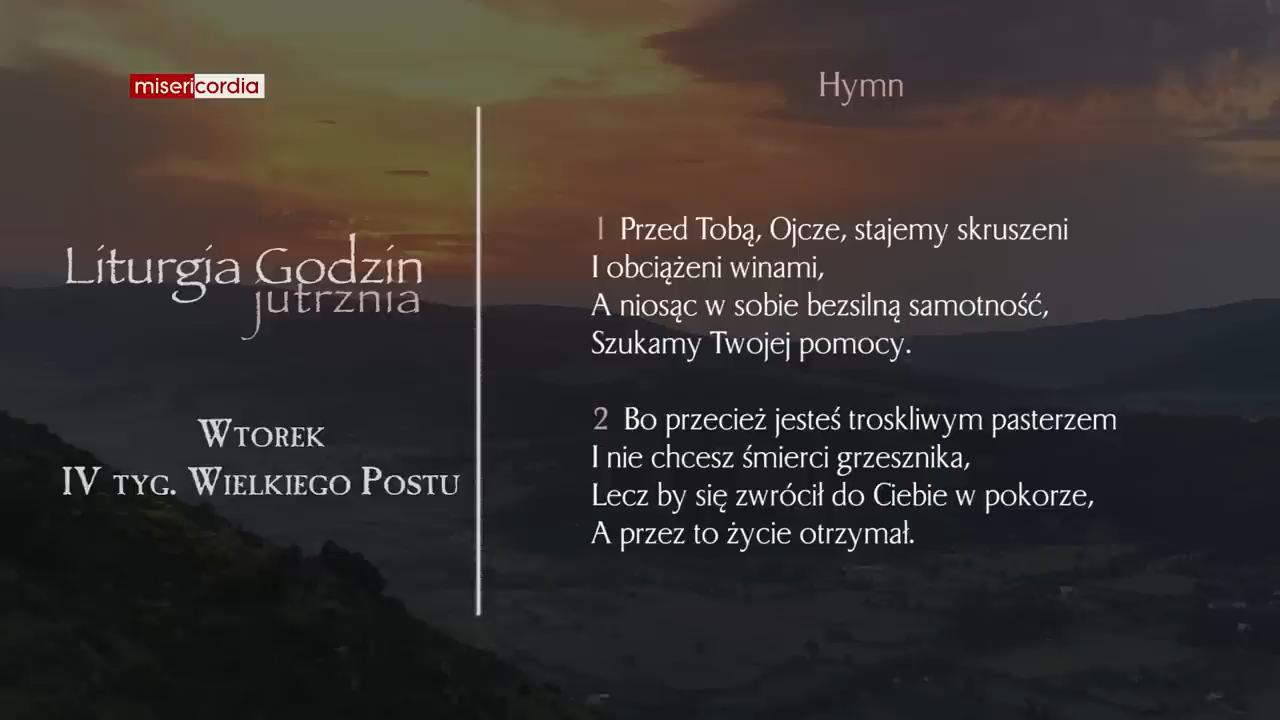 misericordia
Liturgia Godzin
jutrznia
Wtorek
IV tyg. Wielkiego Postu
Hymn
1 Przed Tobą, Ojcze, stajemy skruszeni
I obciążeni winami,
A niosąc w sobie bezsilną samotność,
Szukamy Twojej pomocy.
2 Bo przecież jesteś troskliwym pasterzem
I nie chcesz śmierci grzesznika,
Lecz by się zwrócił do Ciebie w pokorze,
A przez to życie otrzymał.